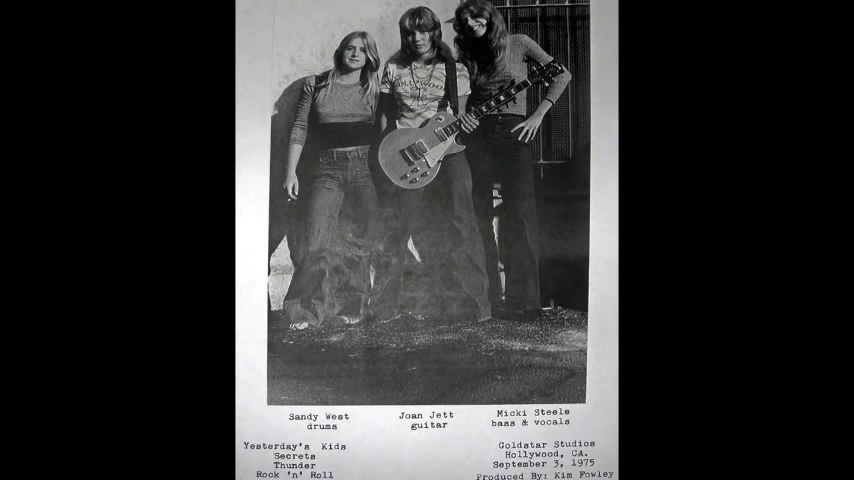 HOLLYWOOD
Sandy West
drums
Joan Jett
guitar
Micki Steele
bass & vocals
Yesterday's Kids
Secrets
Thunder
Rock 'n' Roll
Goldstar Studios
Hollywood, CA.
September 3, 1975
Produced By: Kim Fowley